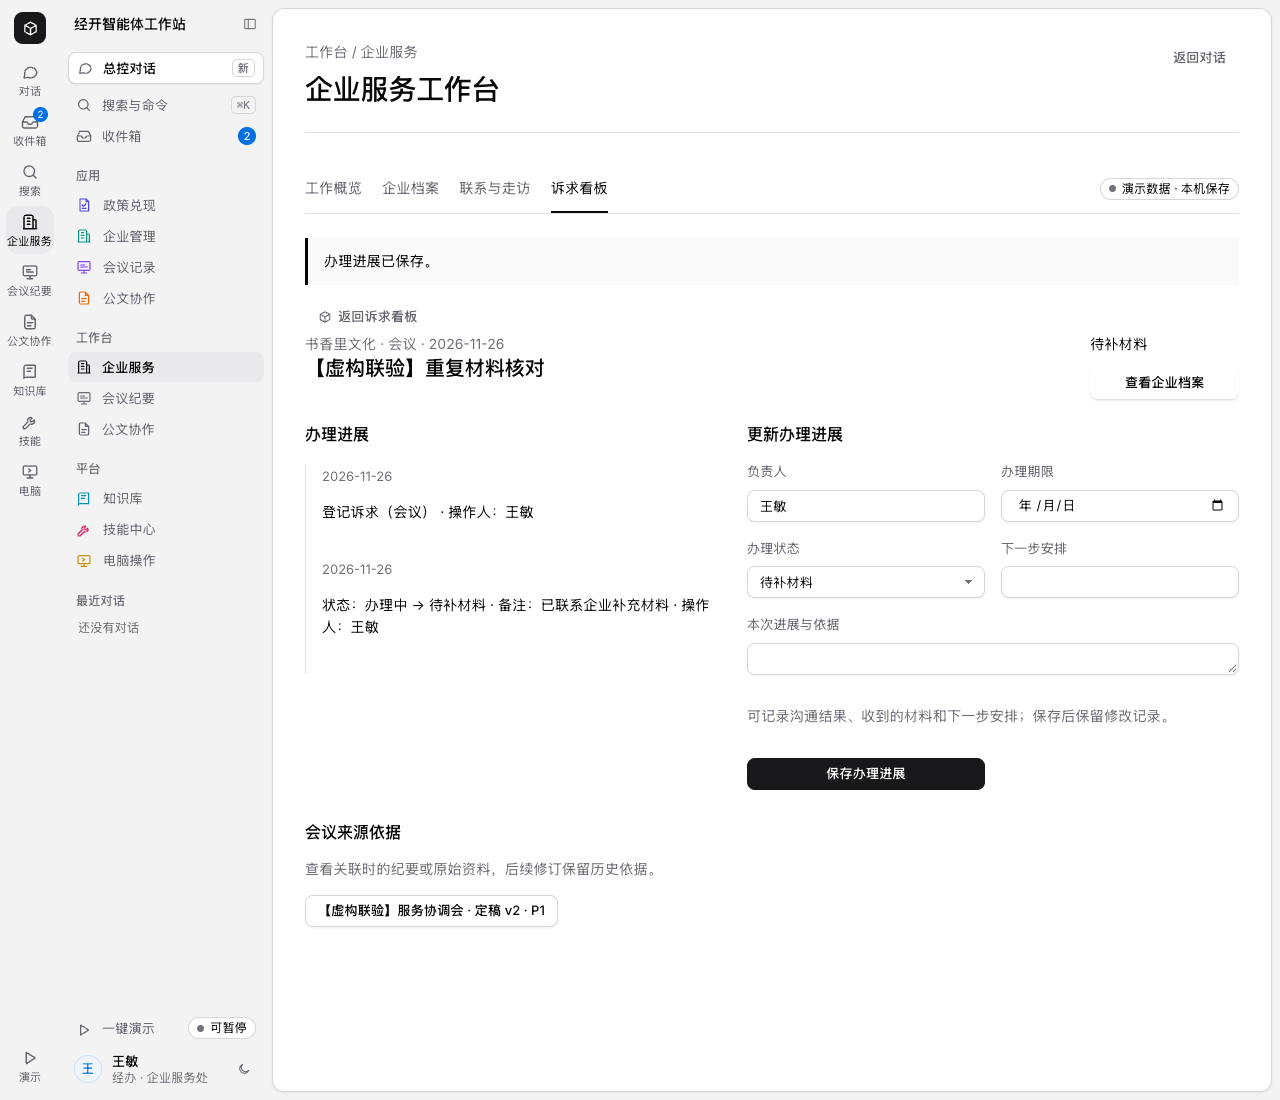 对话
2
收件箱
搜索
企业服务
会议纪要
公文协作
知识库
技能
电脑
演示
经开智能体工作站
总控对话 新
搜索与命令 ⌘K
收件箱 2
应用
政策兑现
企业管理
会议记录
公文协作
工作台
企业服务
会议纪要
公文协作
平台
知识库
技能中心
电脑操作
最近对话
还没有对话
一键演示 可暂停
王 王敏
经办 · 企业服务处
工作台 / 企业服务
返回对话
企业服务工作台
工作概览 企业档案 联系与走访 诉求看板
演示数据 · 本机保存
办理进展已保存。
返回诉求看板
书香里文化 · 会议 · 2026-11-26
【虚构联验】重复材料核对
待补材料
查看企业档案
办理进展
2026-11-26
登记诉求（会议） · 操作人：王敏
2026-11-26
状态：办理中 → 待补材料 · 备注：已联系企业补充材料 · 操作
人：王敏
更新办理进展
负责人 办理期限
王敏 年 /月/日
办理状态 下一步安排
待补材料
本次进展与依据
可记录沟通结果、收到的材料和下一步安排；保存后保留修改记录。
保存办理进展
会议来源依据
查看关联时的纪要或原始资料，后续修订保留历史依据。
【虚构联验】服务协调会 · 定稿 v2 · P1